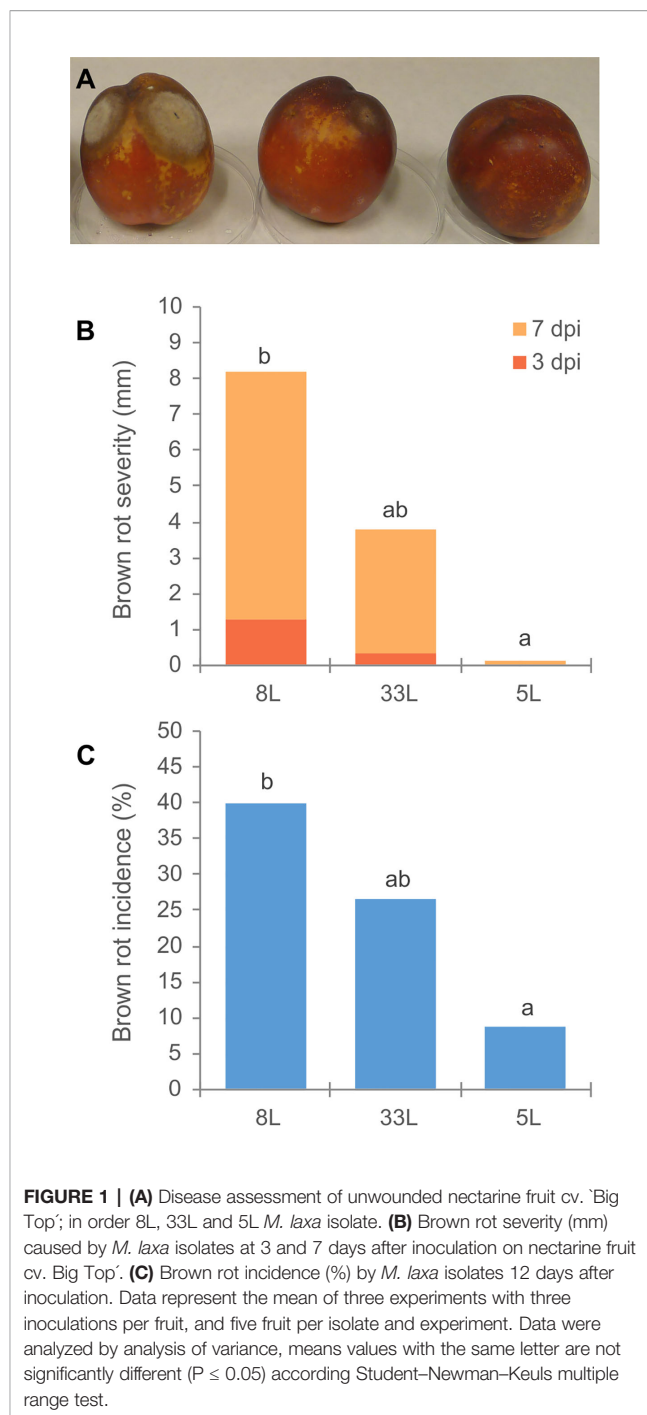 A
B
Brown rot severity (mm)
10
9
8
7
6
5
4
3
2
1
0
7 dpi
3 dpi
b
ab
a
8L 33L 5L
C
Brown rot incidence (%)
50
45
40
35
30
25
20
15
10
5
0
b
ab
a
8L 33L 5L
FIGURE 1 | (A) Disease assessment of unwounded nectarine fruit cv. `Big
Top´; in order 8L, 33L and 5L M. laxa isolate. (B) Brown rot severity (mm)
caused by M. laxa isolates at 3 and 7 days after inoculation on nectarine fruit
cv. Big Top´. (C) Brown rot incidence (%) by M. laxa isolates 12 days after
inoculation. Data represent the mean of three experiments with three
inoculations per fruit, and five fruit per isolate and experiment. Data were
analyzed by analysis of variance, means values with the same letter are not
significantly different (P ≤ 0.05) according Student–Newman–Keuls multiple
range test.